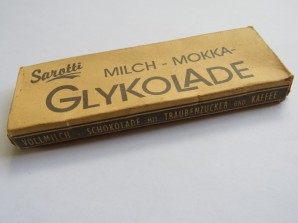 Sarotti
MILCH - MOKKA-
GLYKOLADE
VOLLMILCH - SCHOKOLADE MIT TRAUBENZUCKER UND KAFFEE